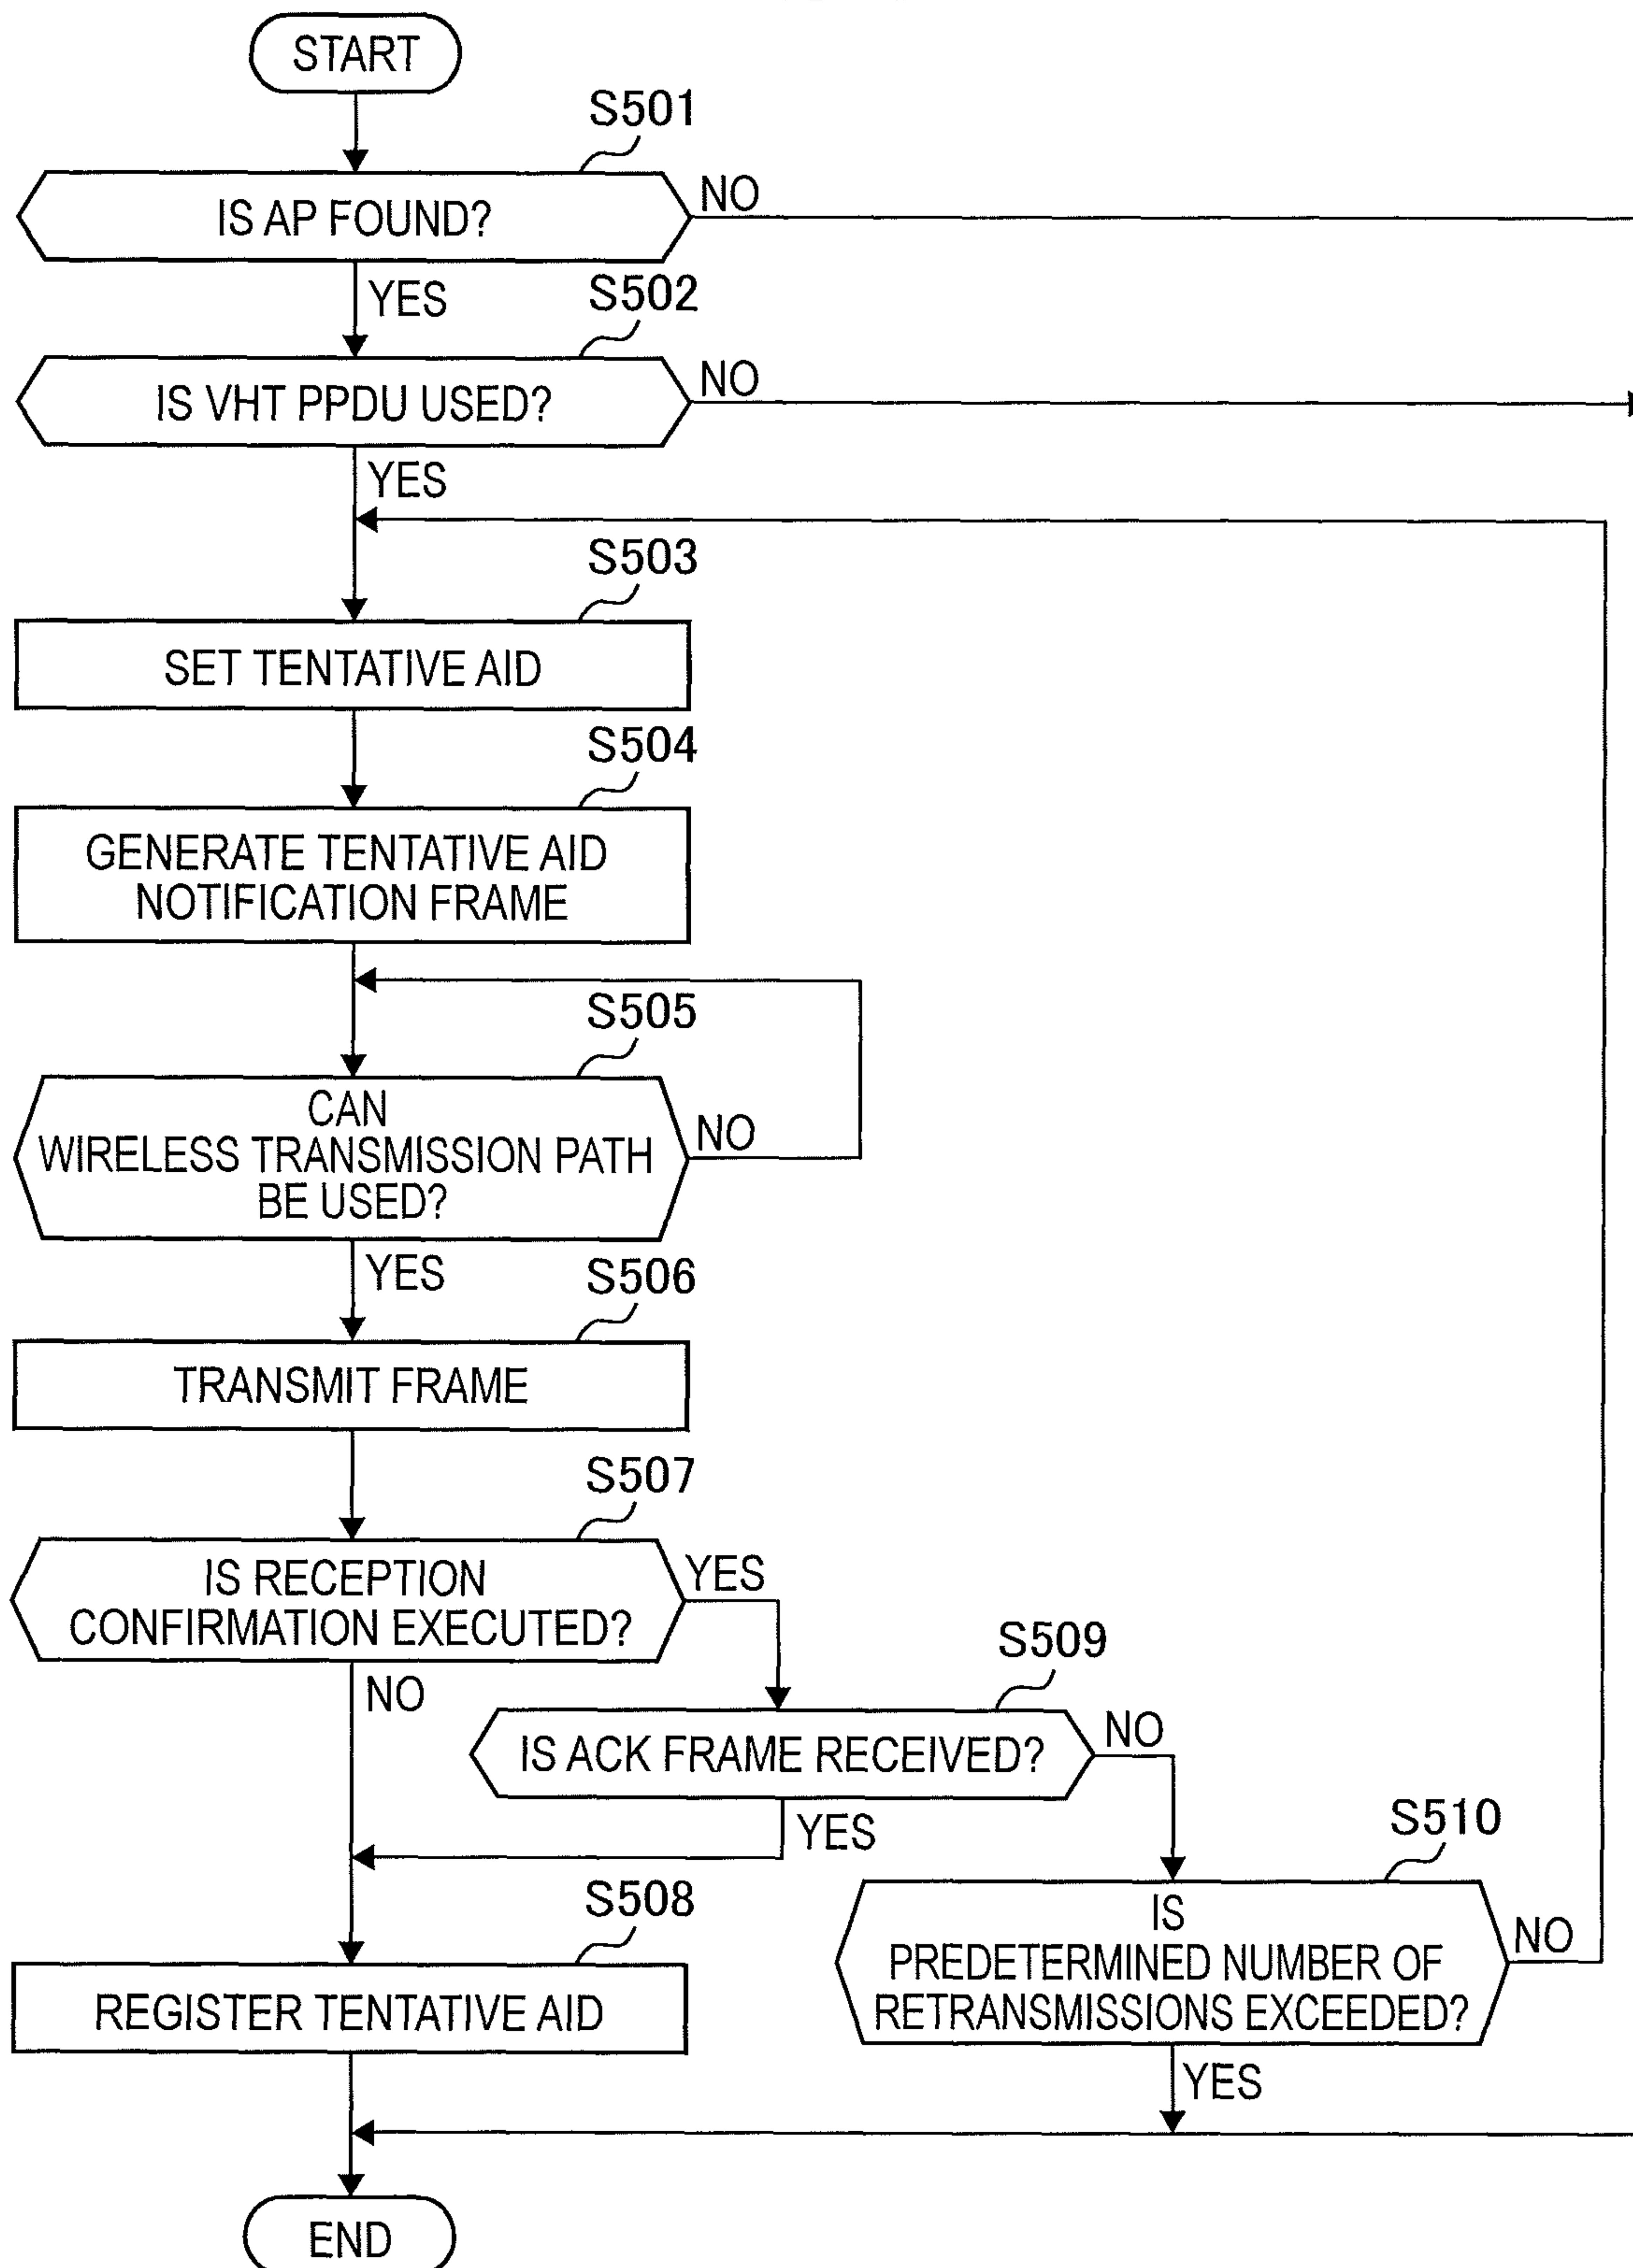 START
S501
IS AP FOUND?
NO
YES
S502
IS VHT PPDU USED?
NO
YES
S503
SET TENTATIVE AID
S504
GENERATE TENTATIVE AID
NOTIFICATION FRAME
S505
CAN
WIRELESS TRANSMISSION PATH
BE USED?
NO
YES
S506
TRANSMIT FRAME
S507
IS RECEPTION
CONFIRMATION EXECUTED?
YES
NO
S509
IS ACK FRAME RECEIVED?
NO
YES
S510
IS
PREDETERMINED NUMBER OF
RETRANSMISSIONS EXCEEDED?
NO
YES
S508
REGISTER TENTATIVE AID
END